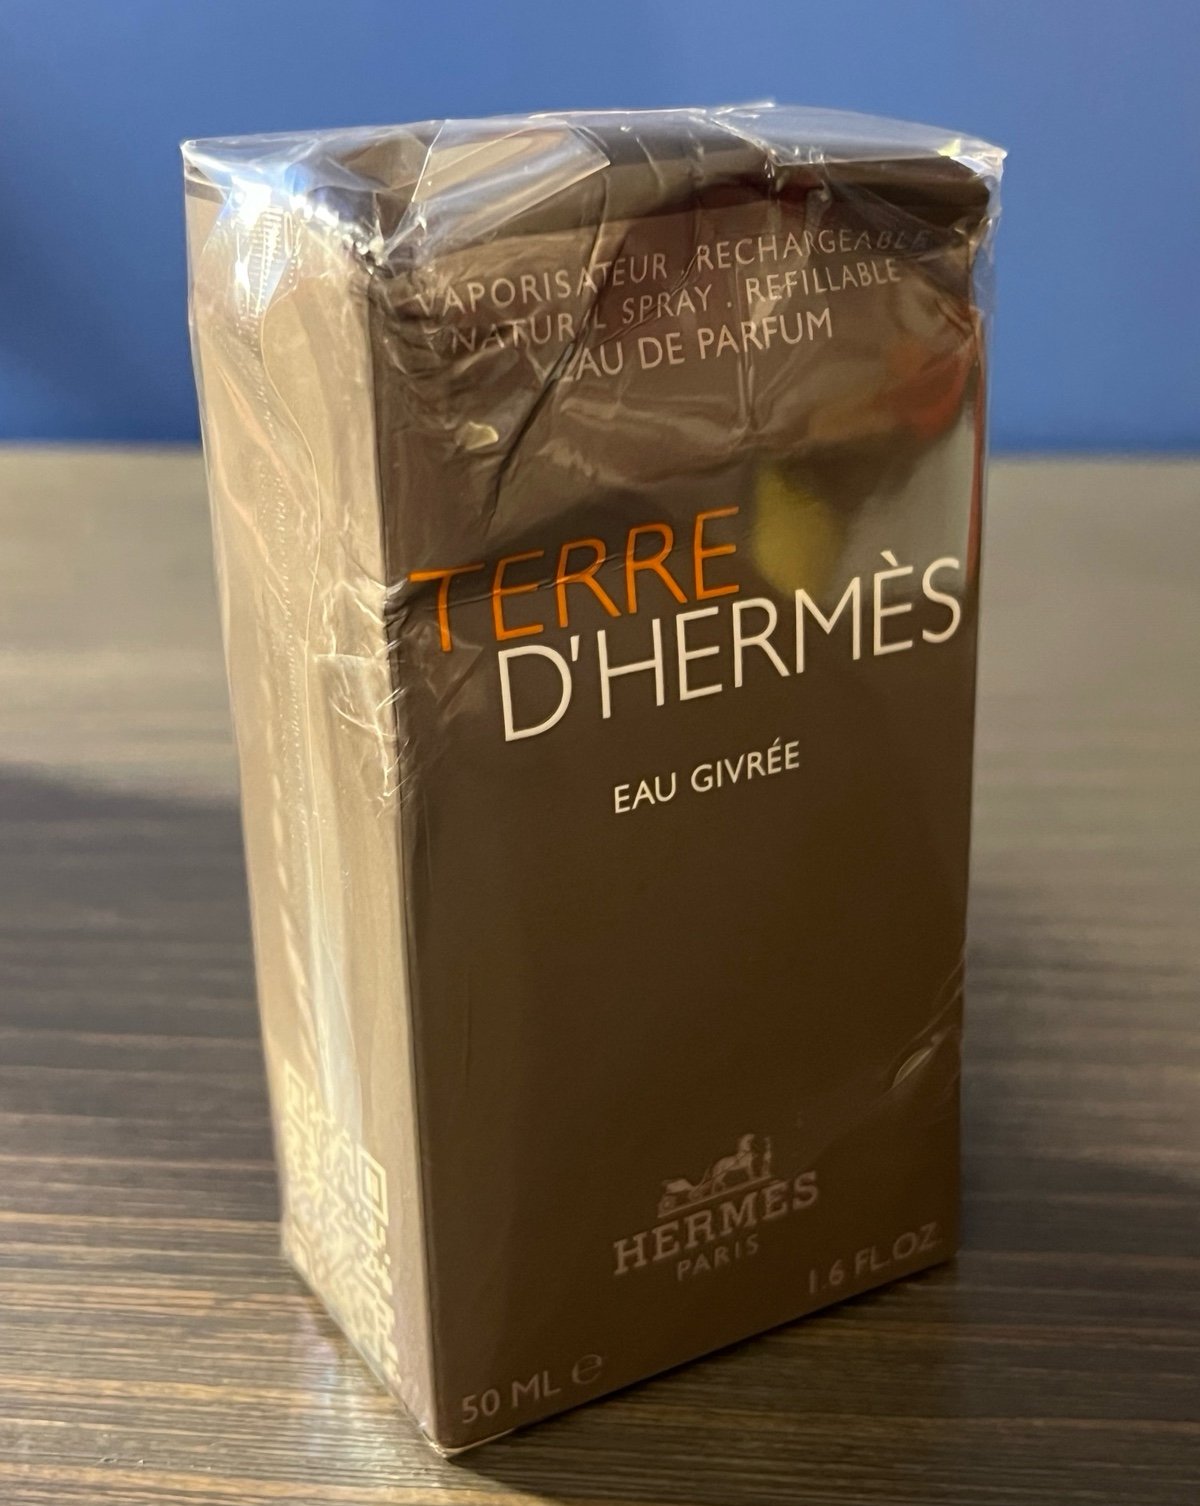 VAPORISATEUR . RECHARGEABLE
NATURAL SPRAY . REFILLABLE
EAU DE PARFUM
TERRE
D'HERMÈS
EAU GIVRÉE
HERMÈS
PARIS
50 ML e
1.6 FL.OZ.